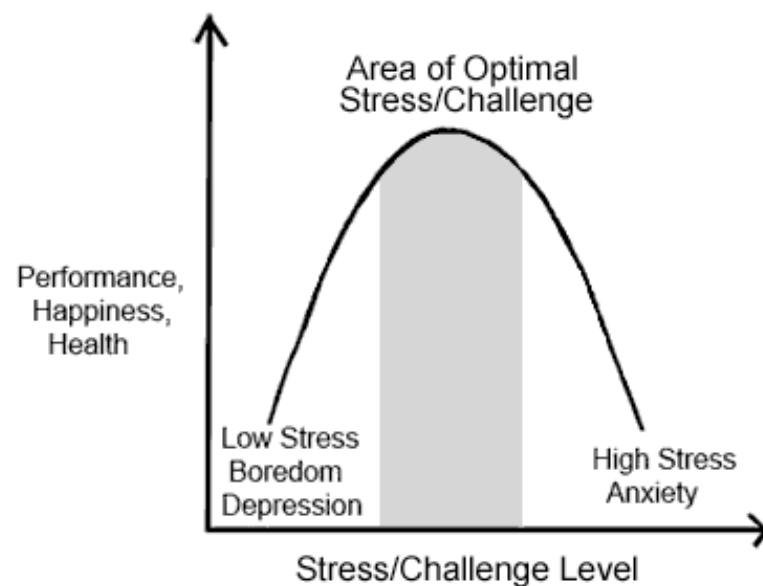 Area of Optimal
Stress/Challenge
Performance,
Happiness,
Health
Low Stress
Boredom
Depression
High Stress
Anxiety
Stress/Challenge Level